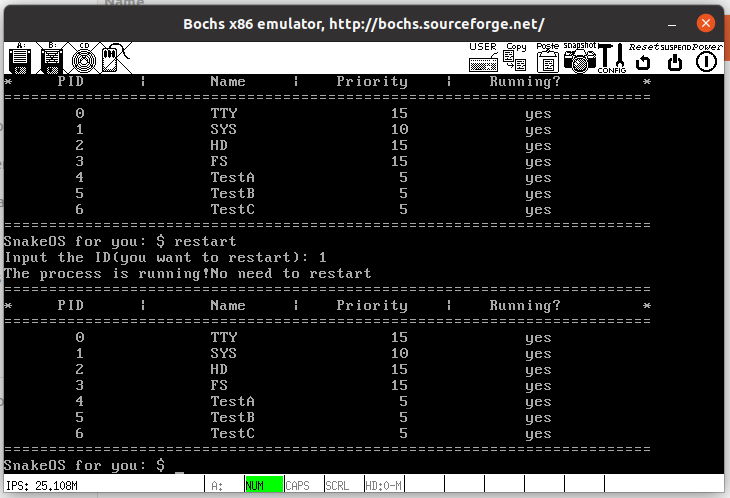 Name
Bochs x86 emulator, http://bochs.sourceforge.net/
A: B: CD USER Copy Paste snapshot CONFIG Reset SUSPEND Power
* PID | Name | Priority | Running? *
==================================================================
0 TTY 15 yes
1 SYS 10 yes
2 HD 15 yes
3 FS 15 yes
4 TestA 5 yes
5 TestB 5 yes
6 TestC 5 yes
==================================================================
SnakeOS for you: $ restart
Input the ID(you want to restart): 1
The process is running!No need to restart
==================================================================
* PID | Name | Priority | Running? *
==================================================================
0 TTY 15 yes
1 SYS 10 yes
2 HD 15 yes
3 FS 15 yes
4 TestA 5 yes
5 TestB 5 yes
6 TestC 5 yes
==================================================================
SnakeOS for you: $ _
IPS: 25.108M A: NUM CAPS SCRL HD:0-M